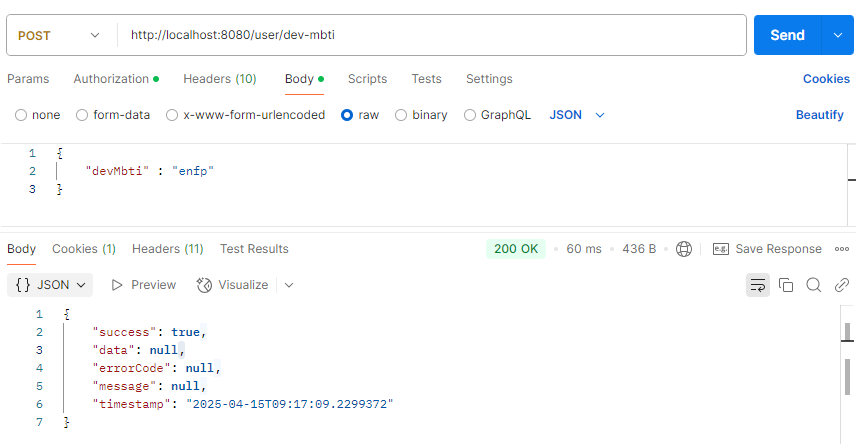 POST http://localhost:8080/user/dev-mbti Send
Params Authorization Headers (10) Body Scripts Tests Settings Cookies
none form-data x-www-form-urlencoded raw binary GraphQL JSON Beautify
1 {
2 "devMbti" : "enfp"
3 }
Body Cookies (1) Headers (11) Test Results 200 OK 60 ms 436 B e.g. Save Response
{} JSON Preview Visualize
1 {
2 "success": true,
3 "data": null,
4 "errorCode": null,
5 "message": null,
6 "timestamp": "2025-04-15T09:17:09.2299372"
7 }